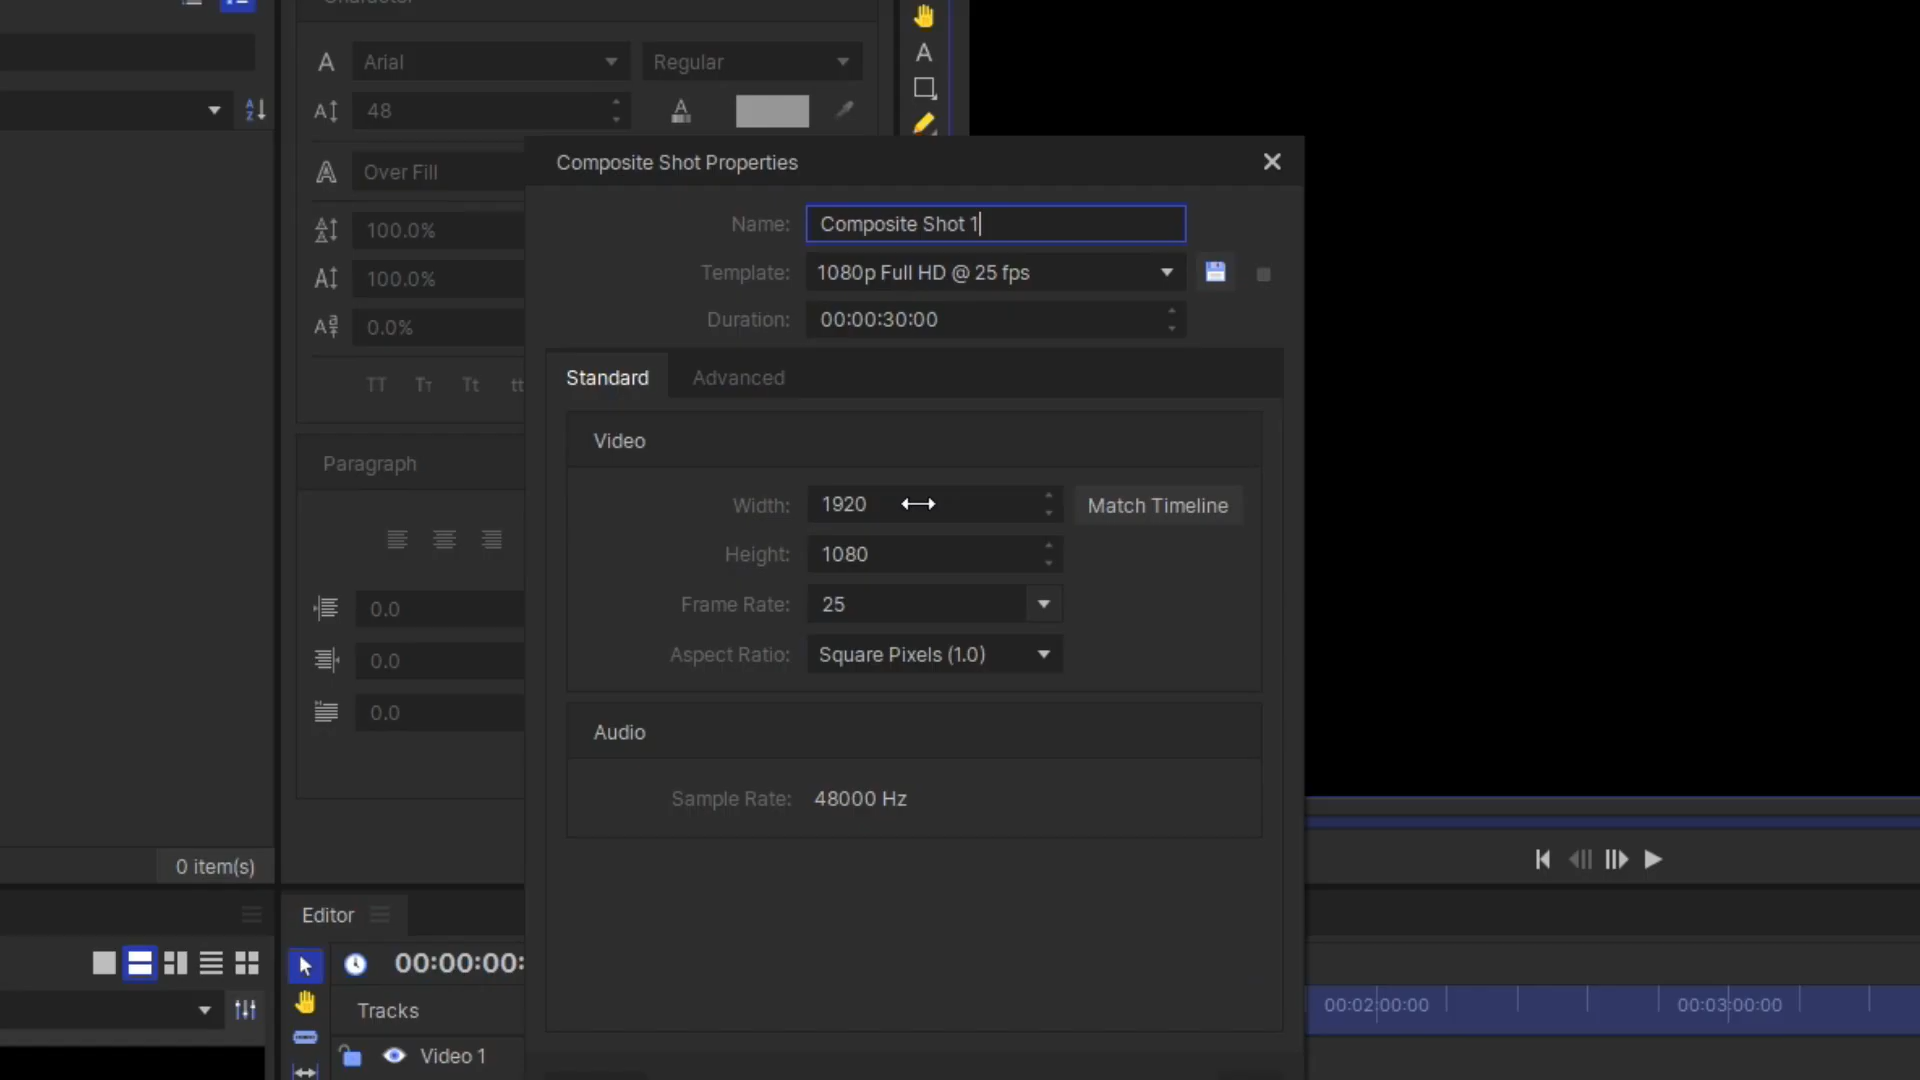 Character
Arial
Regular
48
Over Fill
100.0%
100.0%
0.0%
TT Tт Tt tt
Paragraph
0.0
0.0
0.0
Composite Shot Properties
Name: Composite Shot 1
Template: 1080p Full HD @ 25 fps
Duration: 00:00:30:00
Standard Advanced
Video
Width: 1920 Match Timeline
Height: 1080
Frame Rate: 25
Aspect Ratio: Square Pixels (1.0)
Audio
Sample Rate: 48000 Hz
0 item(s)
Editor
00:00:00:
Tracks
00:02:00:00 00:03:00:00
Video 1